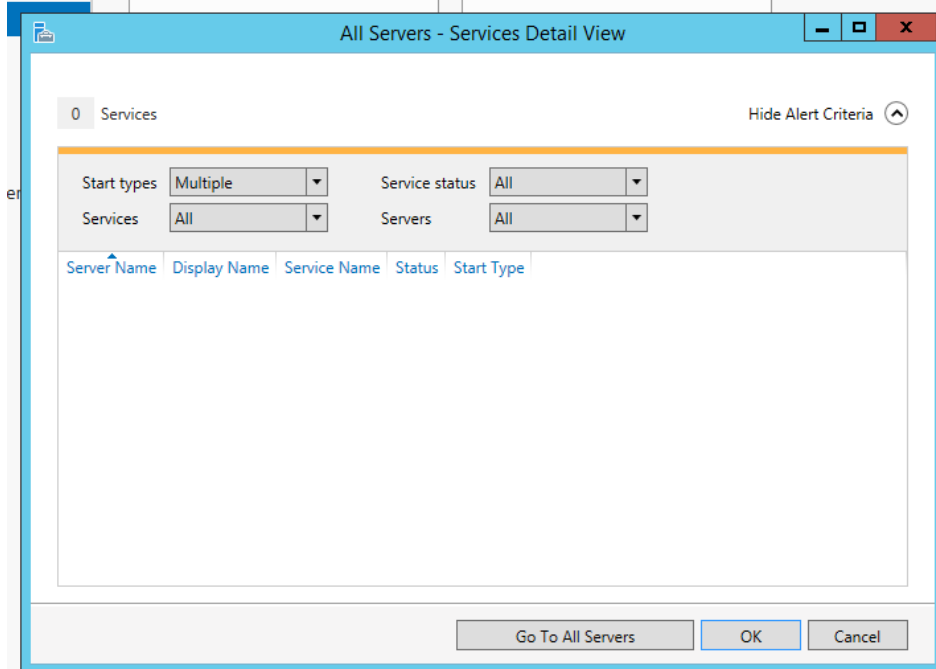 All Servers - Services Detail View
0 Services
Hide Alert Criteria
er
Start types Multiple Service status All
Services All Servers All
Server Name Display Name Service Name Status Start Type
Go To All Servers OK Cancel